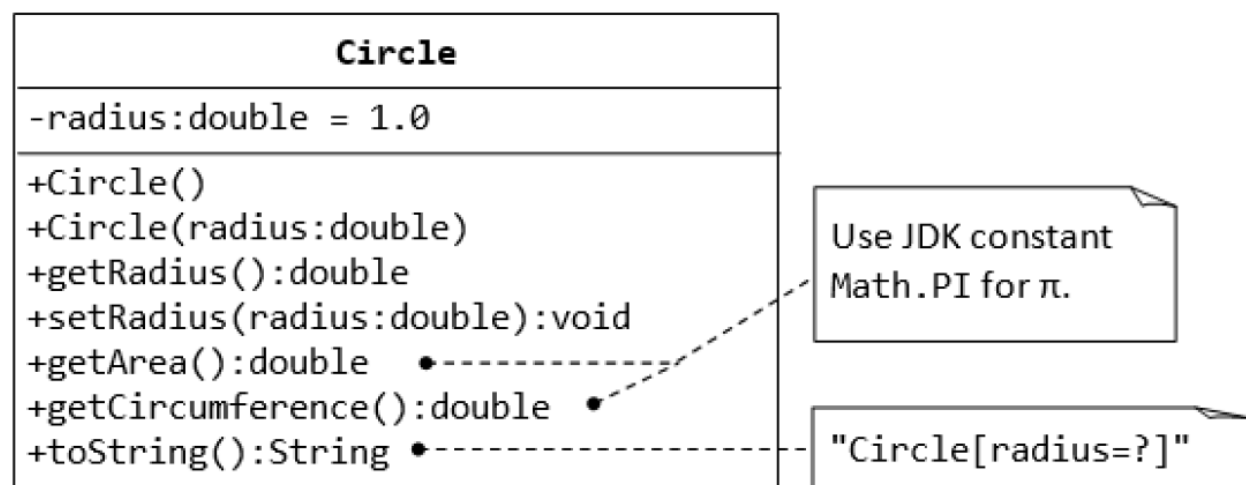 Circle
-radius:double = 1.0
+Circle()
+Circle(radius:double)
+getRadius():double
+setRadius(radius:double):void
+getArea():double
+getCircumference():double
+toString():String
Use JDK constant
Math.PI for π.
"Circle[radius=?]"